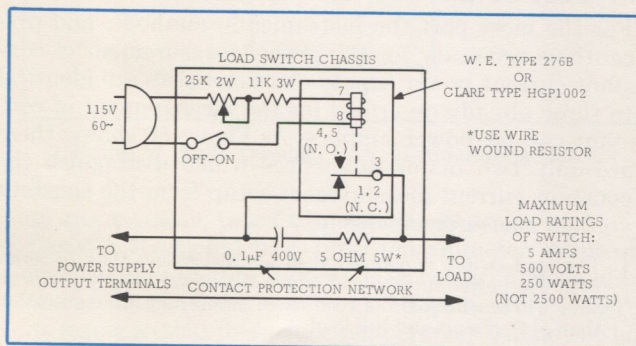 LOAD SWITCH CHASSIS
25K 2W
11K 3W
7
8
115V
60~
OFF-ON
4, 5
(N.O.)
3
1, 2
(N.C.)
W. E. TYPE 276B
OR
CLARE TYPE HGP1002
*USE WIRE
WOUND RESISTOR
TO
POWER SUPPLY
OUTPUT TERMINALS
0.1μF 400V
5 OHM 5W*
CONTACT PROTECTION NETWORK
TO
LOAD
MAXIMUM
LOAD RATINGS
OF SWITCH:
5 AMPS
500 VOLTS
250 WATTS
(NOT 2500 WATTS)